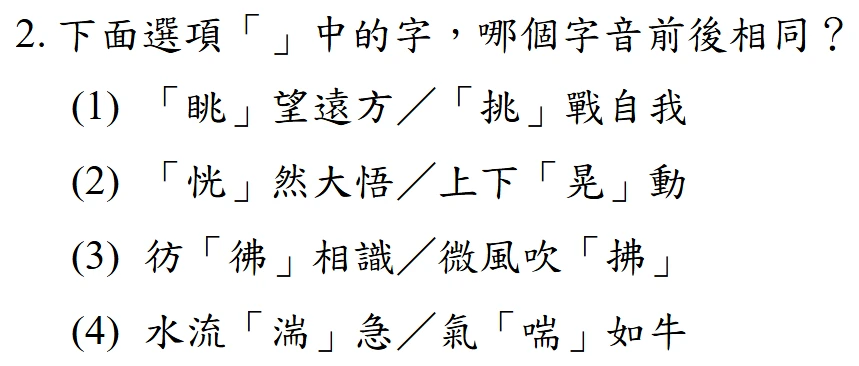 2. 下面選項「 」中的字，哪個字音前後相同？
(1) 「眺」望遠方／「挑」戰自我
(2) 「恍」然大悟／上下「晃」動
(3) 彷「彿」相識／微風吹「拂」
(4) 水流「湍」急／氣「喘」如牛